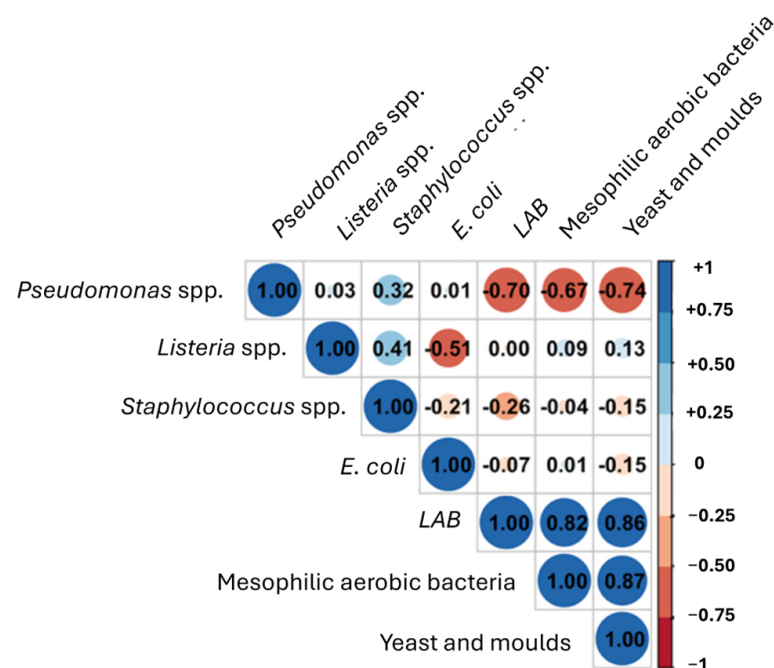 Pseudomonas spp.
Listeria spp.
Staphylococcus spp.
E. coli
LAB
Mesophilic aerobic bacteria
Yeast and moulds
Pseudomonas spp. 1.00 0.03 0.32 0.01 -0.70 -0.67 -0.74
Listeria spp. 1.00 0.41 -0.51 0.00 0.09 0.13
Staphylococcus spp. 1.00 -0.21 -0.26 -0.04 -0.15
E. coli 1.00 -0.07 0.01 -0.15
LAB 1.00 0.82 0.86
Mesophilic aerobic bacteria 1.00 0.87
Yeast and moulds 1.00
+1
+0.75
+0.50
+0.25
0
−0.25
−0.50
−0.75
−1